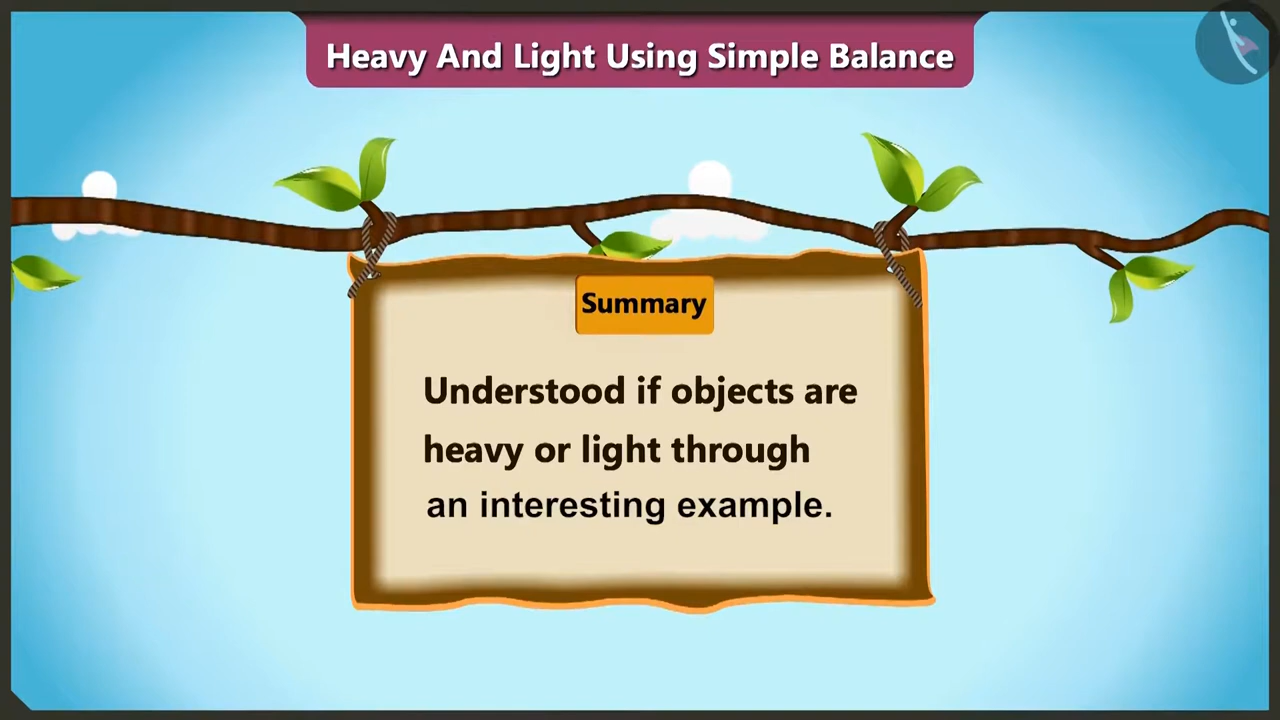 Heavy And Light Using Simple Balance
Summary
Understood if objects are
heavy or light through
an interesting example.